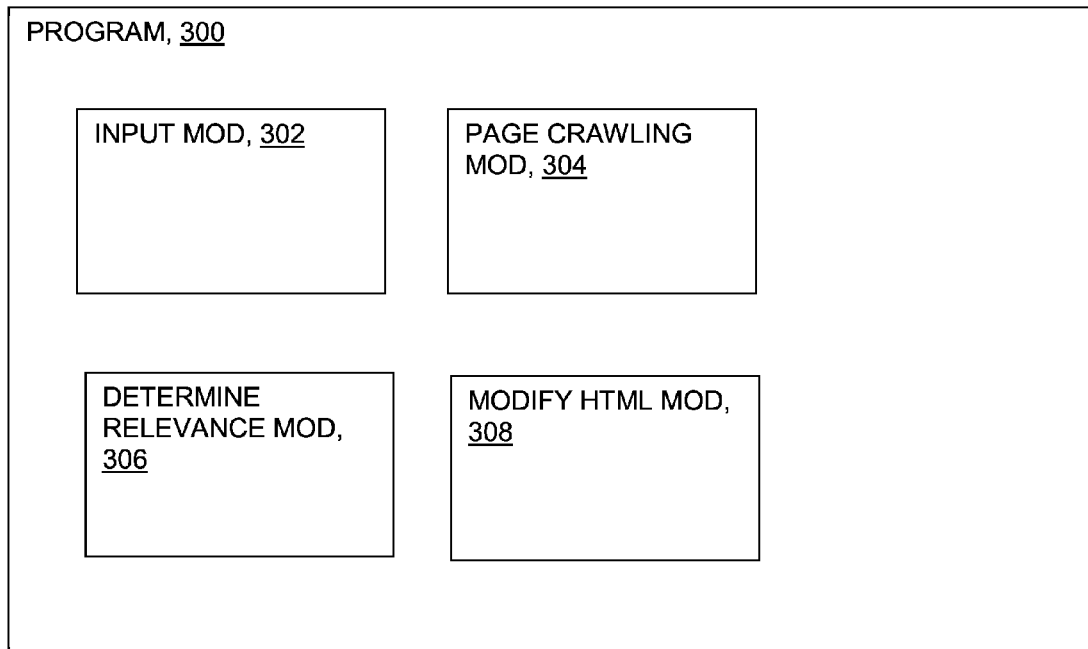 PROGRAM, 300
INPUT MOD, 302
PAGE CRAWLING
MOD, 304
DETERMINE
RELEVANCE MOD,
306
MODIFY HTML MOD,
308